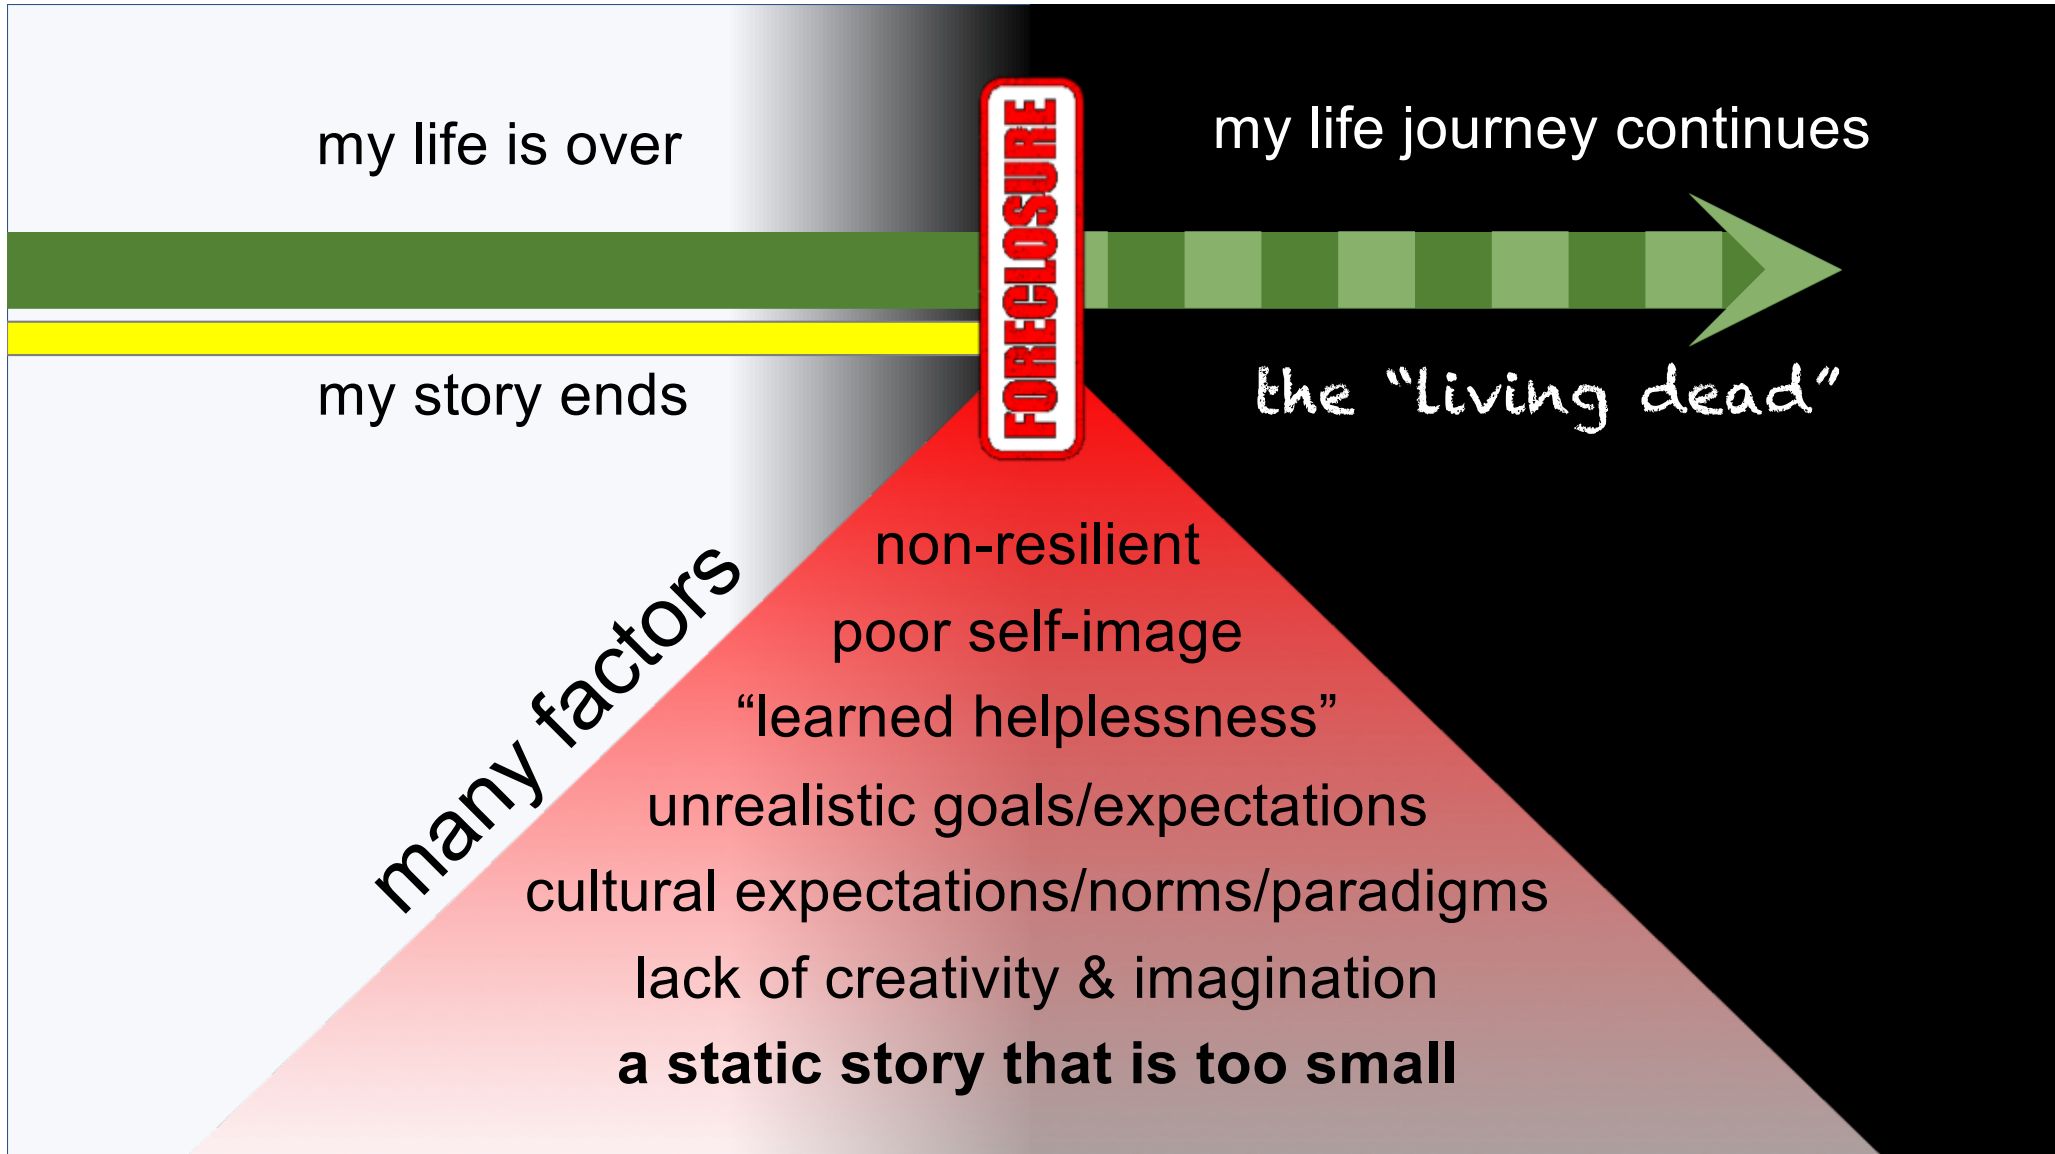 my life is over
FORECLOSURE
my life journey continues
my story ends
the “living dead”
many factors
non-resilient
poor self-image
“learned helplessness”
unrealistic goals/expectations
cultural expectations/norms/paradigms
lack of creativity & imagination
a static story that is too small